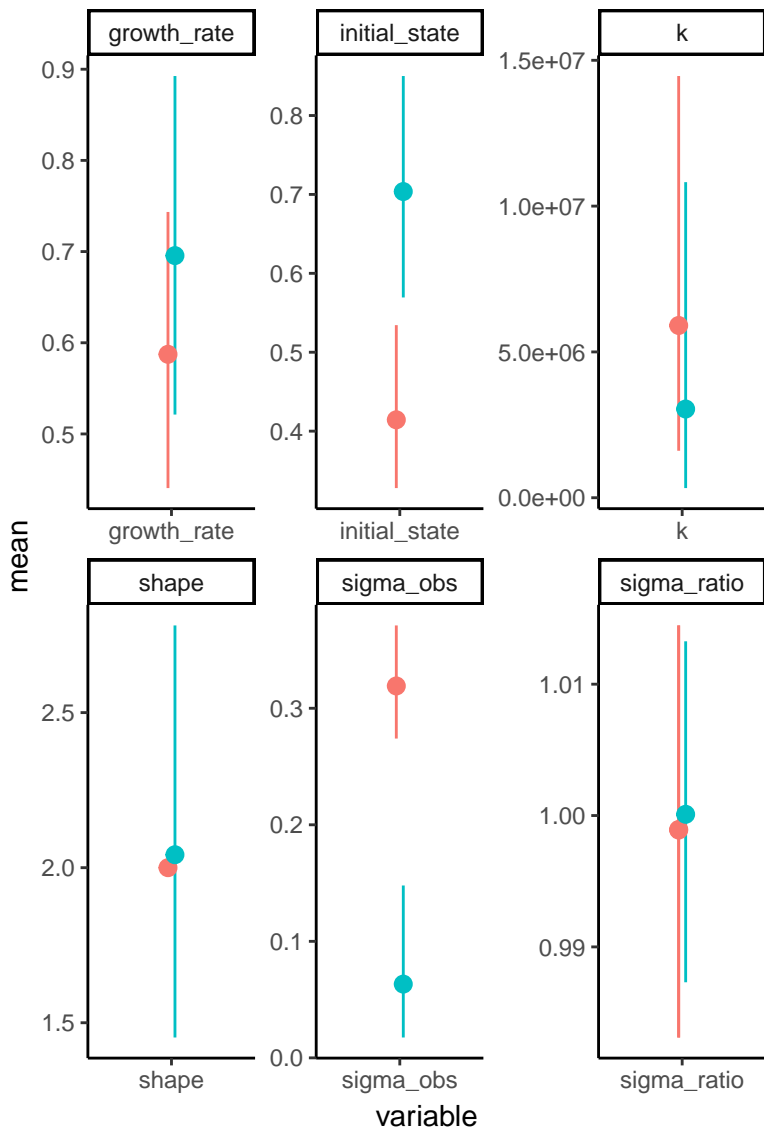 growth_rate initial_state k
0.9
0.8
0.7
0.6
0.5
0.8
0.7
0.6
0.5
0.4
1.5e+07
1.0e+07
5.0e+06
0.0e+00
growth_rate initial_state k
mean
shape sigma_obs sigma_ratio
2.5
2.0
1.5
0.3
0.2
0.1
0.0
1.01
1.00
0.99
shape sigma_obs sigma_ratio
variable